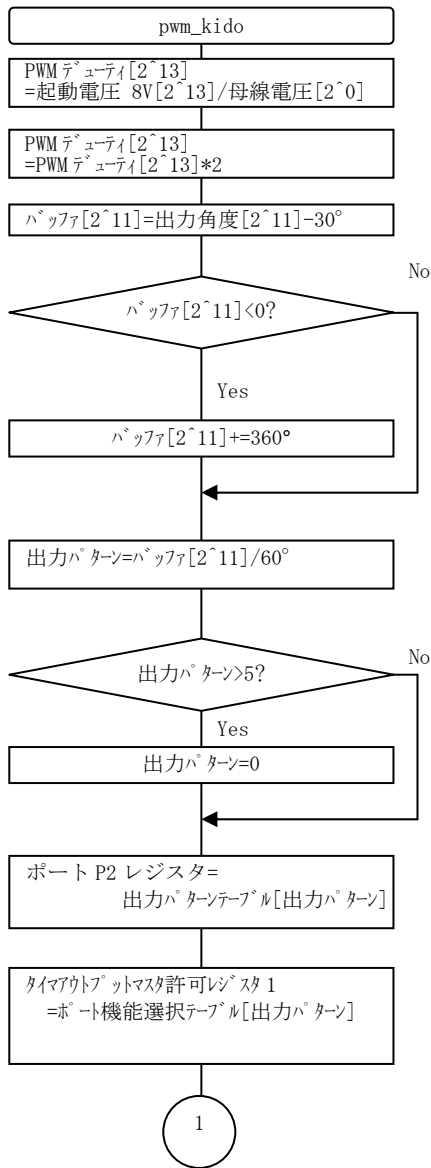 pwm_kido
PWMﾃﾞｭｰﾃｨ[2^13]
=起動電圧 8V[2^13]/母線電圧[2^0]
PWMﾃﾞｭｰﾃｨ[2^13]
=PWMﾃﾞｭｰﾃｨ[2^13]*2
ﾊﾞｯﾌｧ[2^11]=出力角度[2^11]-30°
No
ﾊﾞｯﾌｧ[2^11]<0?
Yes
ﾊﾞｯﾌｧ[2^11]+=360°
出力ﾊﾟﾀｰﾝ=ﾊﾞｯﾌｧ[2^11]/60°
No
出力ﾊﾟﾀｰﾝ>5?
Yes
出力ﾊﾟﾀｰﾝ=0
ポート P2 レジスタ=
出力ﾊﾟﾀｰﾝﾃｰﾌﾞﾙ[出力ﾊﾟﾀｰﾝ]
ﾀｲﾏｱｳﾄﾌﾟｯﾄﾏｽﾀ許可ﾚｼﾞｽﾀ 1
=ﾎﾟｰﾄ機能選択ﾃｰﾌﾞﾙ[出力ﾊﾟﾀｰﾝ]
1